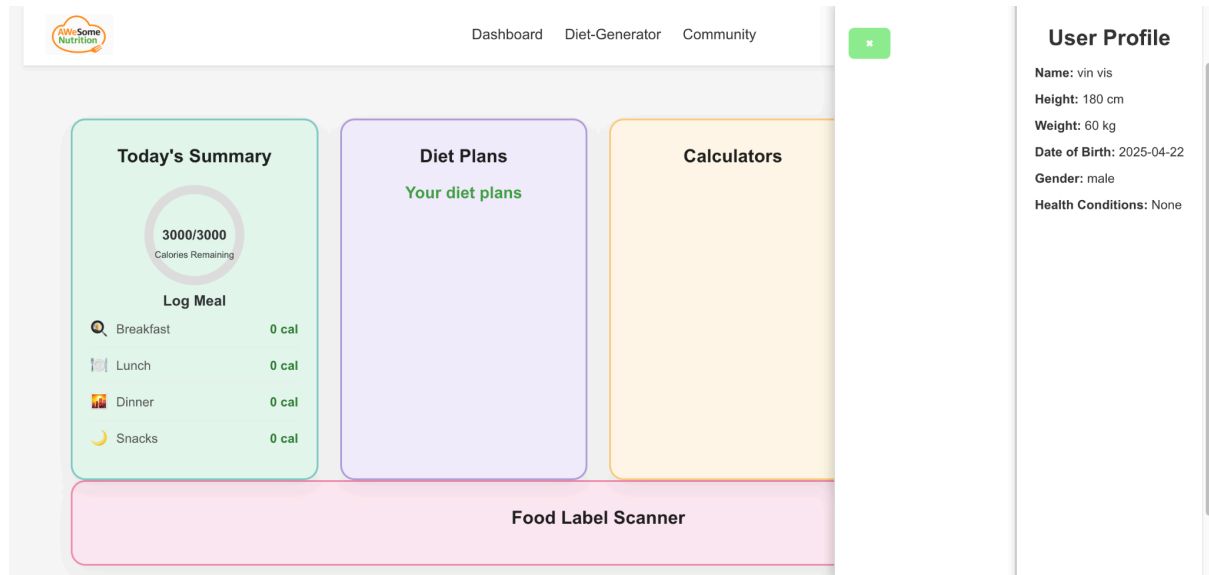 AWeSome
Nutrition
Dashboard Diet-Generator Community
Today's Summary
3000/3000
Calories Remaining
Log Meal
Breakfast 0 cal
Lunch 0 cal
Dinner 0 cal
Snacks 0 cal
Diet Plans
Your diet plans
Calculators
Food Label Scanner
User Profile
Name: vin vis
Height: 180 cm
Weight: 60 kg
Date of Birth: 2025-04-22
Gender: male
Health Conditions: None